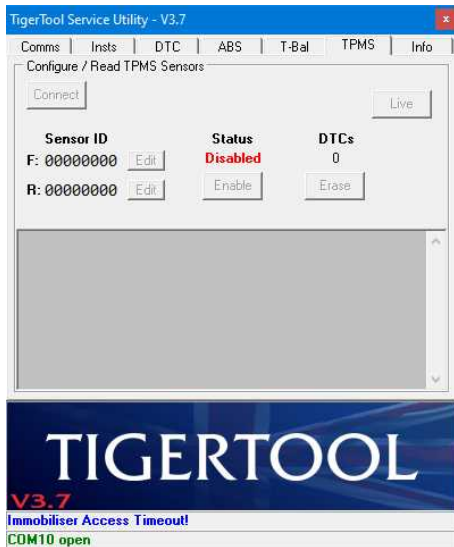 TigerTool Service Utility - V3.7
x
Comms Insts DTC ABS T-Bal TPMS Info
Configure / Read TPMS Sensors
Connect
Live
Sensor ID Status DTCs
F: 00000000 Edit Disabled 0
R: 00000000 Edit Enable Erase
TIGERTOOL
V3.7
Immobiliser Access Timeout!
COM10 open